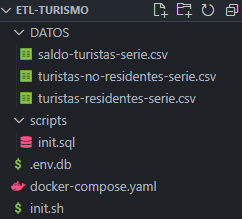 ETL-TURISMO
DATOS
saldo-turistas-serie.csv
turistas-no-residentes-serie.csv
turistas-residentes-serie.csv
scripts
init.sql
.env.db
docker-compose.yaml
init.sh